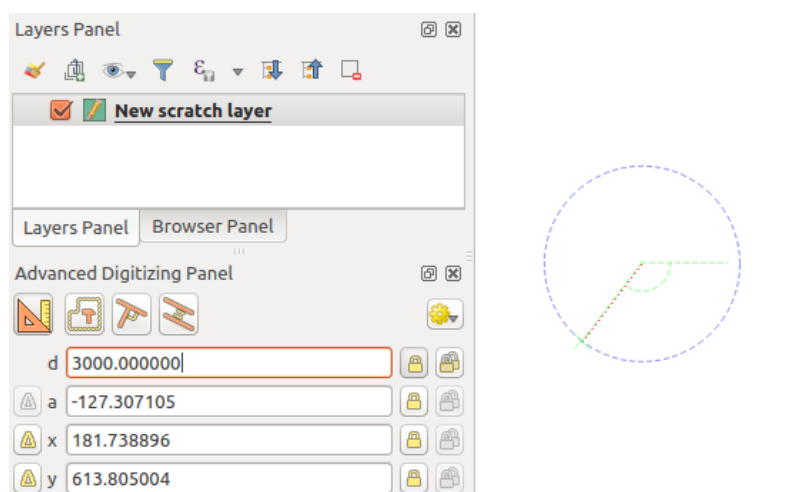 Layers Panel
New scratch layer
Layers Panel Browser Panel
Advanced Digitizing Panel
d 3000.000000
a -127.307105
x 181.738896
y 613.805004